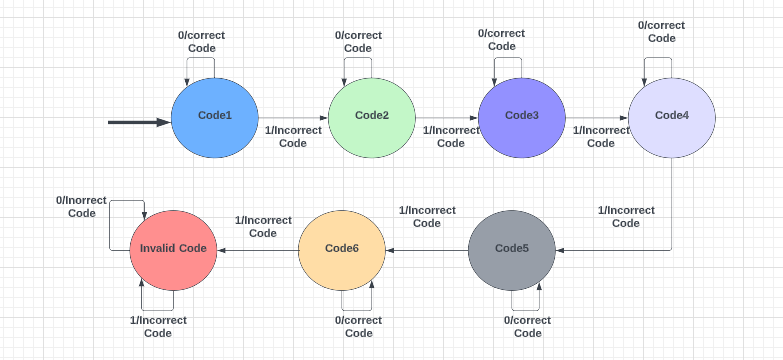 0/correct
Code
0/correct
Code
0/correct
Code
0/correct
Code
Code1
Code2
Code3
Code4
1/Incorrect
Code
1/Incorrect
Code
1/Incorrect
Code
0/Inorrect
Code
1/Incorrect
Code
1/Incorrect
Code
1/Incorrect
Code
Invalid Code
Code6
Code5
1/Incorrect
Code
0/correct
Code
0/correct
Code